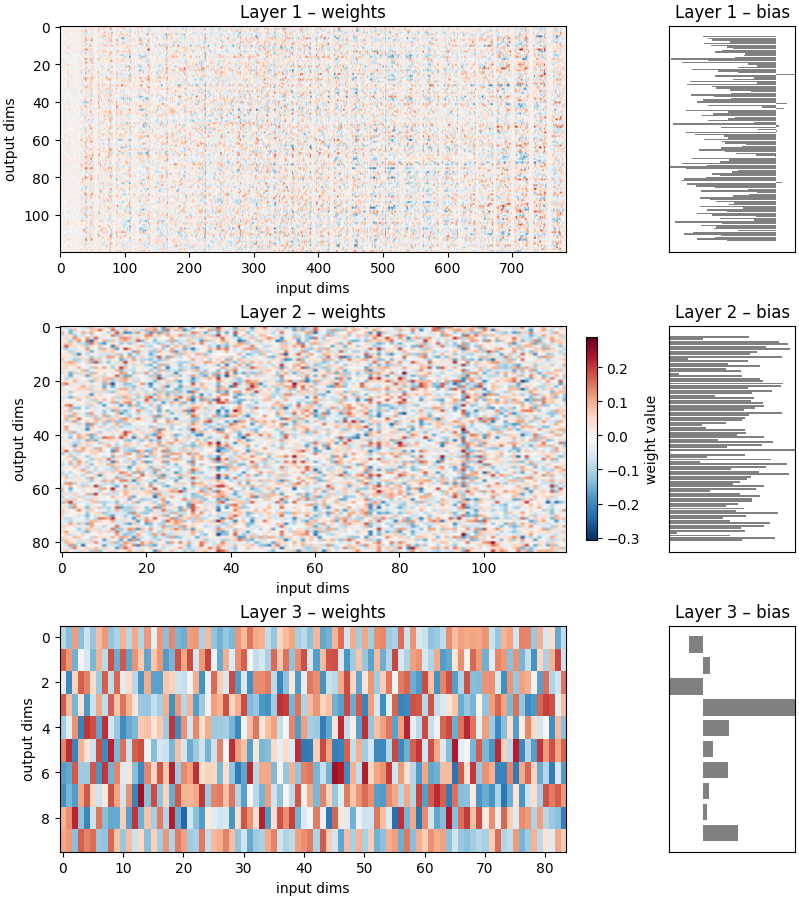 Layer 1 – weights
Layer 1 – bias
0
20
40
60
80
100
output dims
0 100 200 300 400 500 600 700
input dims
Layer 2 – weights
Layer 2 – bias
0
20
40
60
80
output dims
0 20 40 60 80 100
input dims
0.2
0.1
0.0
−0.1
−0.2
−0.3
weight value
Layer 3 – weights
Layer 3 – bias
0
2
4
6
8
output dims
0 10 20 30 40 50 60 70 80
input dims